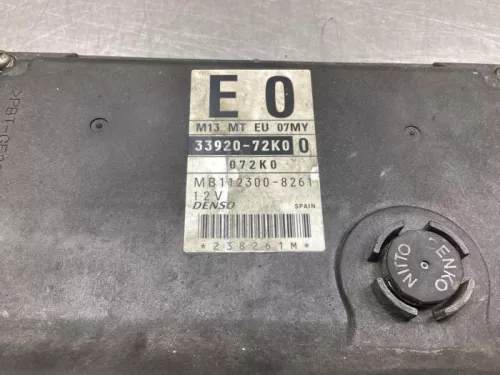 E 0
M13 MT EU 07MY
33920-72K0 0
072K0
MB112300-8261
12V
DENSO SPAIN
*238261M*
NITTO
DENKO